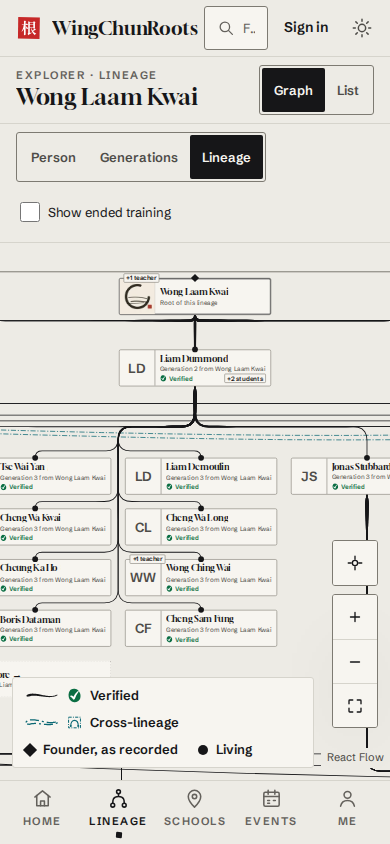 根 WingChunRoots
F..
Sign in
EXPLORER · LINEAGE
Wong Laam Kwai
Graph
List
Person
Generations
Lineage
Show ended training
+1 teacher
Wong Laam Kwai
Root of this lineage
LD
Liam Dummond
Generation 2 from Wong Laam Kwai
Verified
+2 students
Tsc Wai Yan
Generation 3 from Wong Laam Kwai
Verified
LD
Liam Demoulin
Generation 3 from Wong Laam Kwai
Verified
JS
Jonas Stubbard
Generation 3 from Wong
Verified
Cheng Wa Kwai
Generation 3 from Wong Laam Kwai
Verified
CL
Cheng Wa Long
Generation 3 from Wong Laam Kwai
Verified
Cheung Ka Ho
Generation 3 from Wong Laam Kwai
Verified
+1 teacher
WW
Wong Ching Wai
Generation 3 from Wong Laam Kwai
Verified
Boris Dataman
Generation 3 from Wong Laam Kwai
Verified
CF
Cheng Sam Fung
Generation 3 from Wong Laam Kwai
Verified
Verified
Cross-lineage
Founder, as recorded
Living
React Flow
HOME
LINEAGE
SCHOOLS
EVENTS
ME